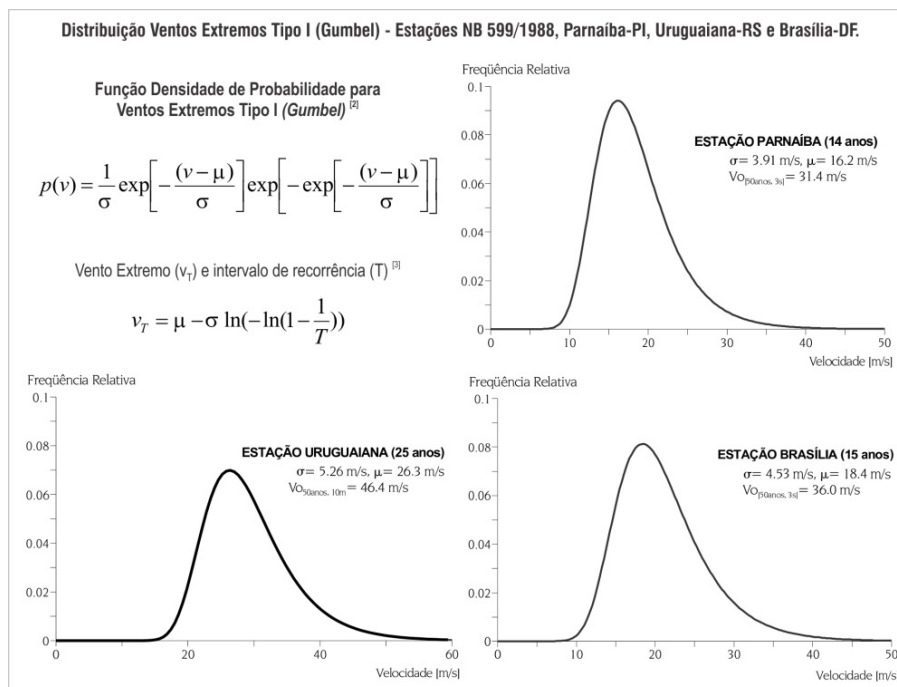 Distribuição Ventos Extremos Tipo I (Gumbel) - Estações NB 599/1988, Parnaíba-PI, Uruguaiana-RS e Brasília-DF.
Função Densidade de Probabilidade para
Ventos Extremos Tipo I (Gumbel) [2]
p(v) = 1/σ exp[-(v-μ)/σ] exp[-exp[-(v-μ)/σ]]
Vento Extremo (v_T) e intervalo de recorrência (T) [3]
v_T = μ - σ ln(-ln(1 - 1/T))
Freqüência Relativa
0.1
0.08
0.06
0.04
0.02
0
0 10 20 30 40 50
Velocidade [m/s]
ESTAÇÃO PARNAÍBA (14 anos)
σ= 3.91 m/s, μ= 16.2 m/s
Vo[50anos, 3s] = 31.4 m/s
Freqüência Relativa
0.1
0.08
0.06
0.04
0.02
0
0 20 40 60
Velocidade [m/s]
ESTAÇÃO URUGUAIANA (25 anos)
σ= 5.26 m/s, μ= 26.3 m/s
Vo50anos, 10m = 46.4 m/s
Freqüência Relativa
0.1
0.08
0.06
0.04
0.02
0
0 10 20 30 40 50
Velocidade [m/s]
ESTAÇÃO BRASÍLIA (15 anos)
σ= 4.53 m/s, μ= 18.4 m/s
Vo[50anos, 3s] = 36.0 m/s